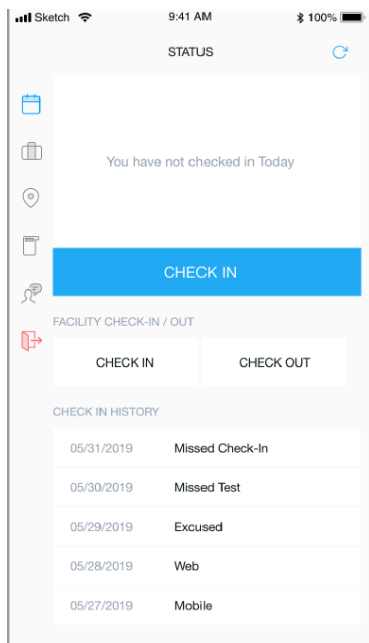 Sketch 9:41 AM 100%
STATUS
You have not checked in Today
CHECK IN
FACILITY CHECK-IN / OUT
CHECK IN CHECK OUT
CHECK IN HISTORY
05/31/2019 Missed Check-In
05/30/2019 Missed Test
05/29/2019 Excused
05/28/2019 Web
05/27/2019 Mobile